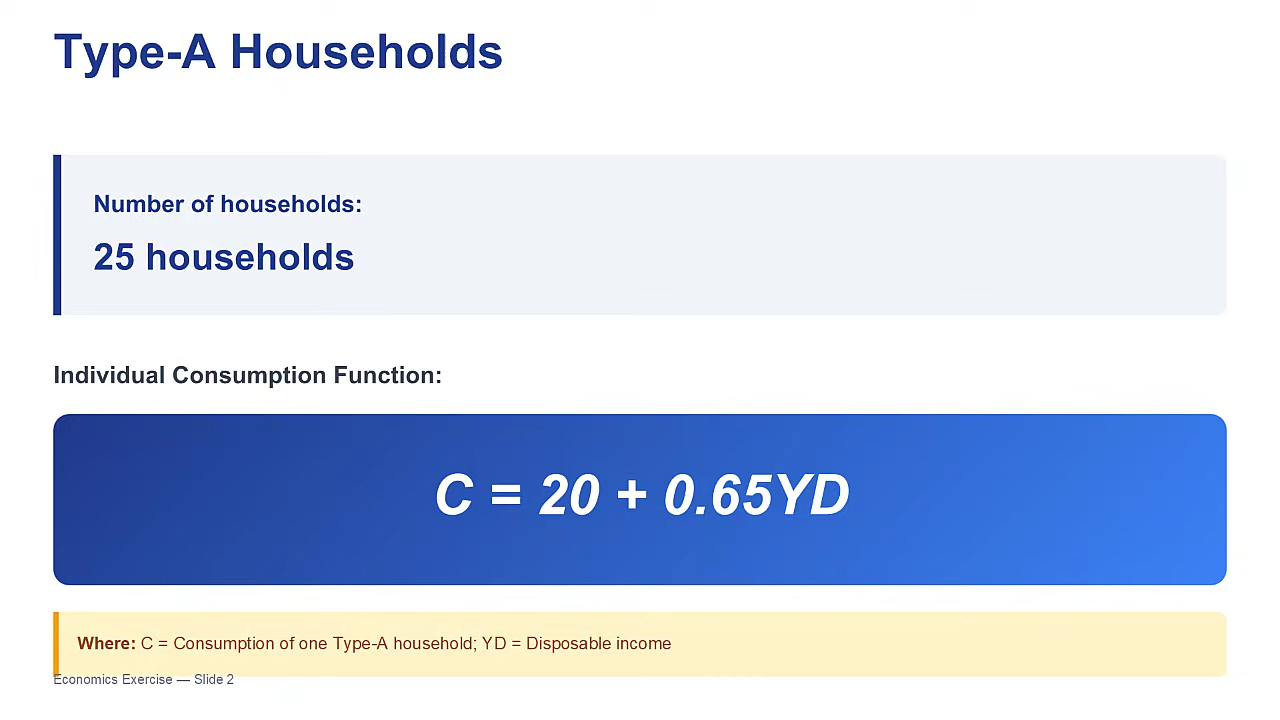 Type-A Households
Number of households:
25 households
Individual Consumption Function:
C = 20 + 0.65YD
Where: C = Consumption of one Type-A household; YD = Disposable income
Economics Exercise — Slide 2